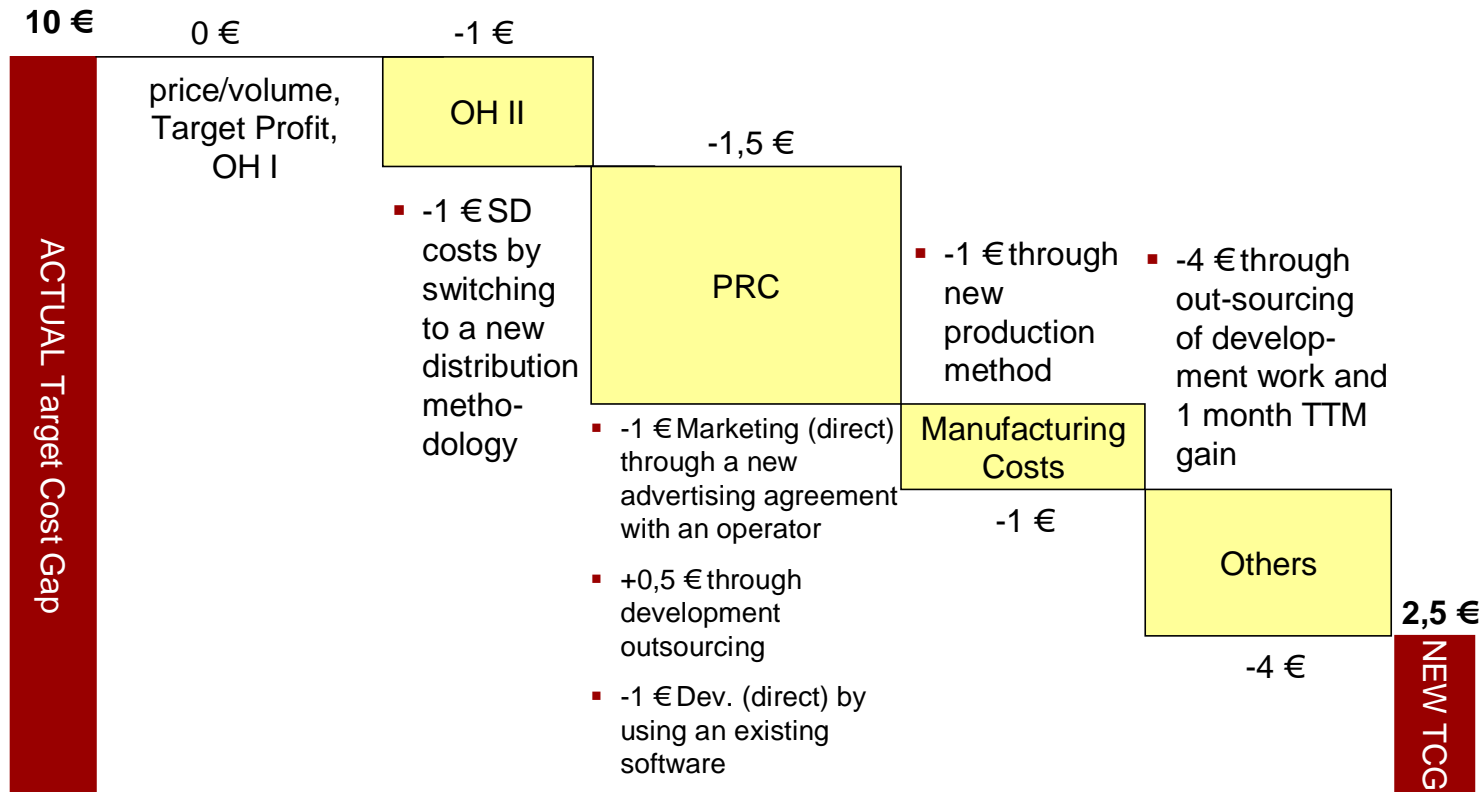 10 €
0 €
-1 €
price/volume,
Target Profit,
OH I
OH II
-1,5 €
ACTUAL Target Cost Gap
▪ -1 € SD
costs by
switching
to a new
distribution
metho-
dology
PRC
▪ -1 € through
new
production
method
▪ -4 € through
out-sourcing
of develop-
ment work and
1 month TTM
gain
▪ -1 € Marketing (direct)
through a new
advertising agreement
with an operator
▪ +0,5 € through
development
outsourcing
▪ -1 € Dev. (direct) by
using an existing
software
Manufacturing
Costs
-1 €
Others
-4 €
2,5 €
NEW TCG